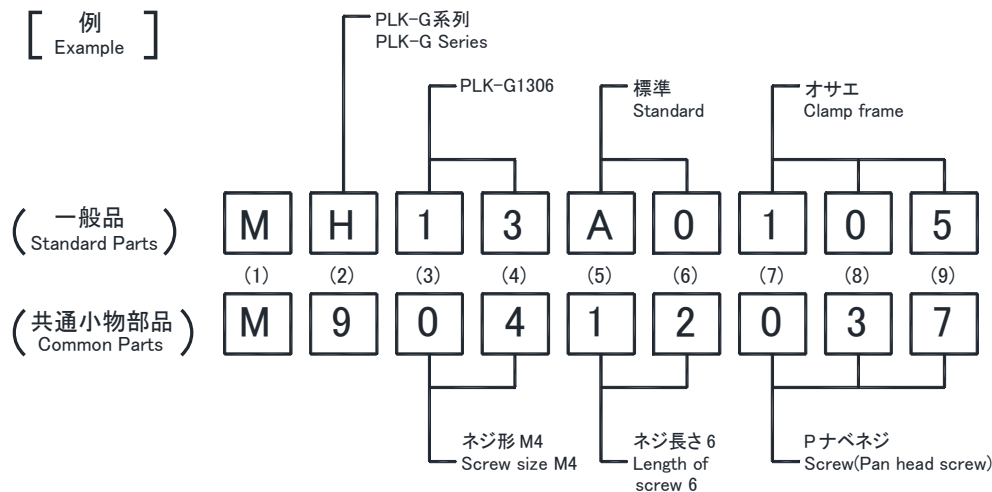 例
Example
PLK-G系列
PLK-G Series
PLK-G1306
標準
Standard
オサエ
Clamp frame
一般品
Standard Parts
M H 1 3 A 0 1 0 5
(1) (2) (3) (4) (5) (6) (7) (8) (9)
共通小物部品
Common Parts
M 9 0 4 1 2 0 3 7
ネジ形 M4
Screw size M4
ネジ長さ 6
Length of
screw 6
Pナベネジ
Screw(Pan head screw)